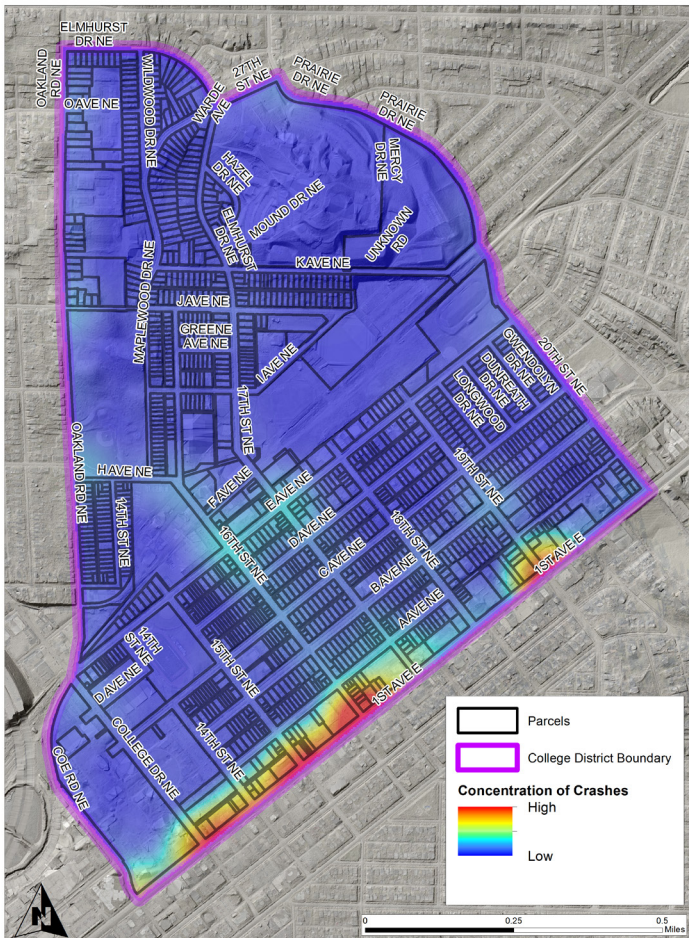 ELMHURST
DR NE
OAKLAND
RD NE
O AVE NE
WILDWOOD DR NE
WARDE
AVE
27TH
ST NE
PRAIRIE
DR NE
PRAIRIE
DR NE
HAZEL
DR NE
MERCY
DR NE
MOUND DR NE
ELMHURST
DR NE
UNKNOWN
RD
K AVE NE
MAPLEWOOD DR NE
J AVE NE
GREENE
AVE NE
I AVE NE
17TH ST NE
GWENDOLYN
DR NE
DUNREATH
DR NE
LONGWOOD
DR NE
20TH ST NE
OAKLAND RD NE
H AVE NE
14TH
ST NE
F AVE NE
E AVE NE
19TH ST NE
D AVE NE
16TH ST NE
18TH ST NE
C AVE NE
B AVE NE
A AVE NE
1ST AVE E
14TH
ST NE
15TH ST NE
D AVE NE
1ST AVE E
COLLEGE DR NE
14TH ST NE
COE RD NE
Parcels
College District Boundary
Concentration of Crashes
High
Low
N
0
0.25
0.5
Miles